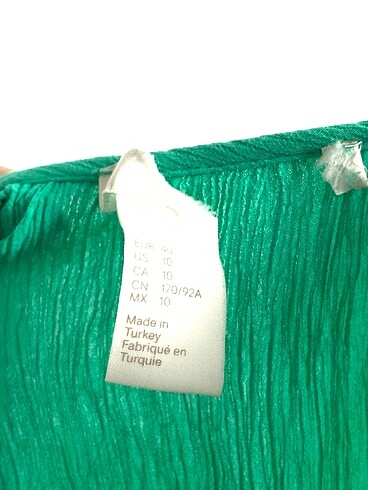 EUR 40
US 10
CA 10
CN 170/92A
MX 10
Made in
Turkey
Fabriqué en
Turquie